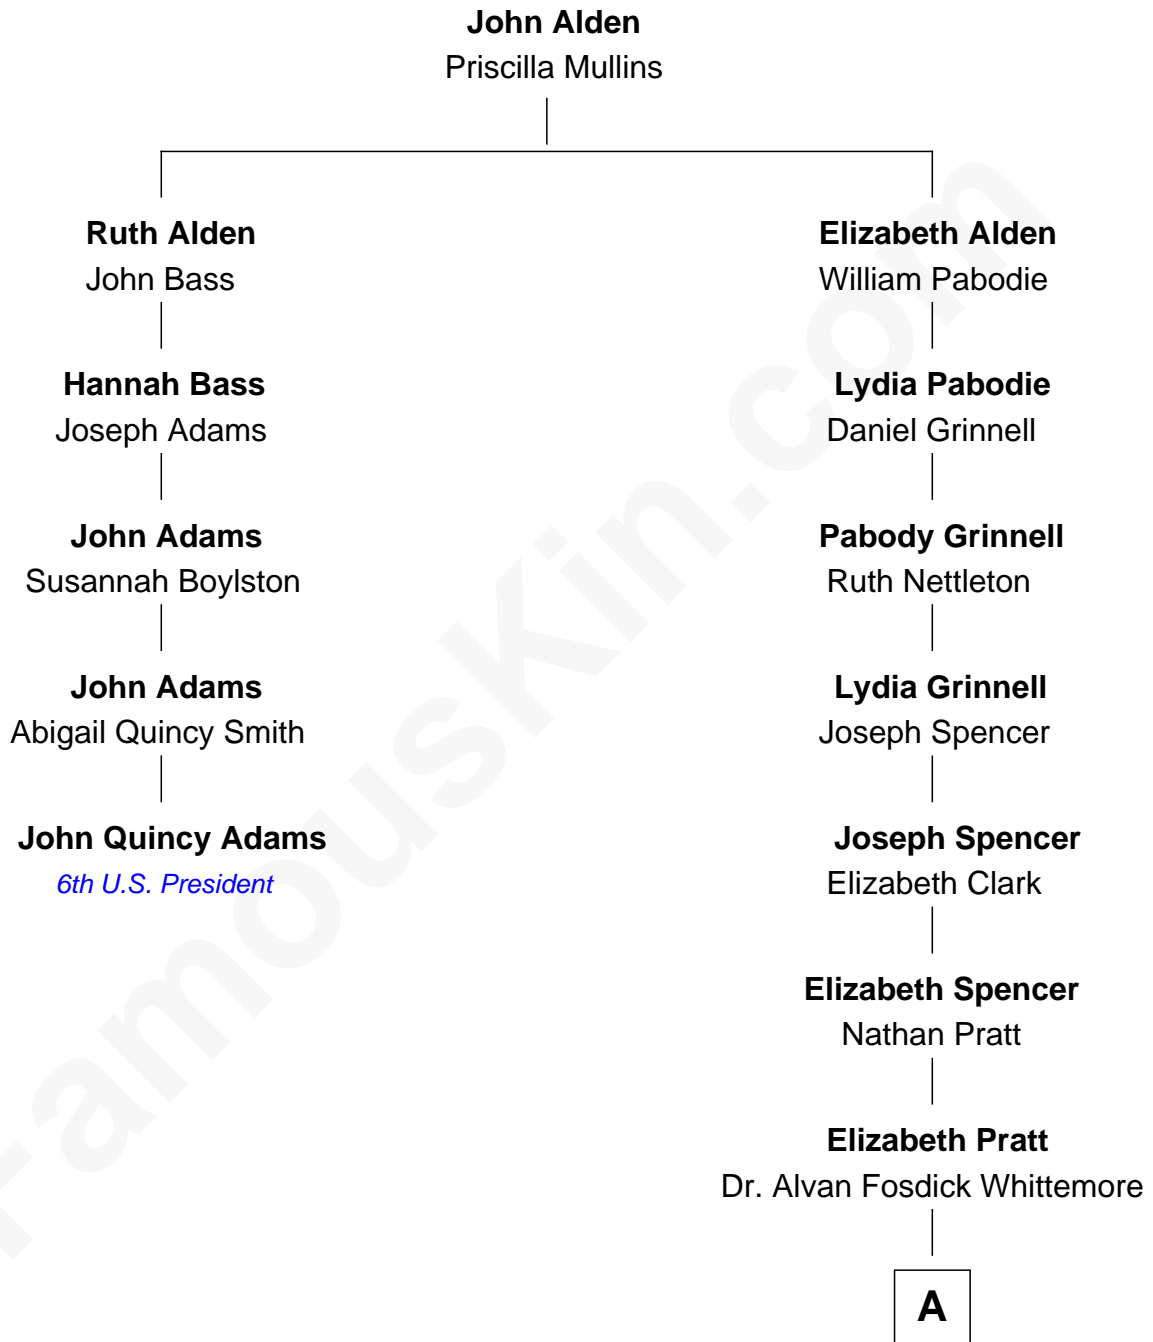 John Alden
Priscilla Mullins
Ruth Alden
John Bass
Hannah Bass
Joseph Adams
John Adams
Susannah Boylston
John Adams
Abigail Quincy Smith
John Quincy Adams
6th U.S. President
Elizabeth Alden
William Pabodie
Lydia Pabodie
Daniel Grinnell
Pabody Grinnell
Ruth Nettleton
Lydia Grinnell
Joseph Spencer
Joseph Spencer
Elizabeth Clark
Elizabeth Spencer
Nathan Pratt
Elizabeth Pratt
Dr. Alvan Fosdick Whittemore
A
FamousKin.com